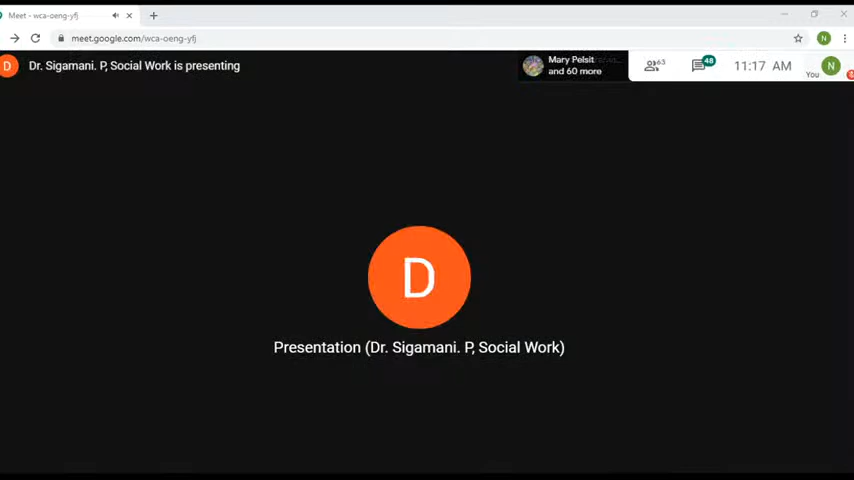 Meet - wca-oeng-yfj
meet.google.com/wca-oeng-yfj
N
D
Dr. Sigamani. P, Social Work is presenting
Mary Pelsit
and 60 more
63
48
11:17 AM
You
N
D
Presentation (Dr. Sigamani. P, Social Work)